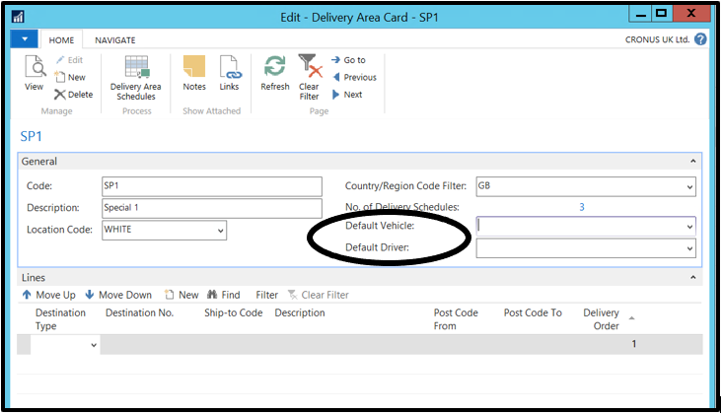 Edit - Delivery Area Card - SP1
HOME NAVIGATE CRONUS UK Ltd. ?
View Edit New Delete
Manage
Delivery Area Schedules
Process
Notes Links
Show Attached
Refresh Clear Filter Go to Previous Next
Page
SP1
General
Code: SP1 Country/Region Code Filter: GB
Description: Special 1 No. of Delivery Schedules: 3
Location Code: WHITE Default Vehicle:
Default Driver:
Lines
Move Up Move Down New Find Filter Clear Filter
Destination Type Destination No. Ship-to Code Description Post Code From Post Code To Delivery Order
1